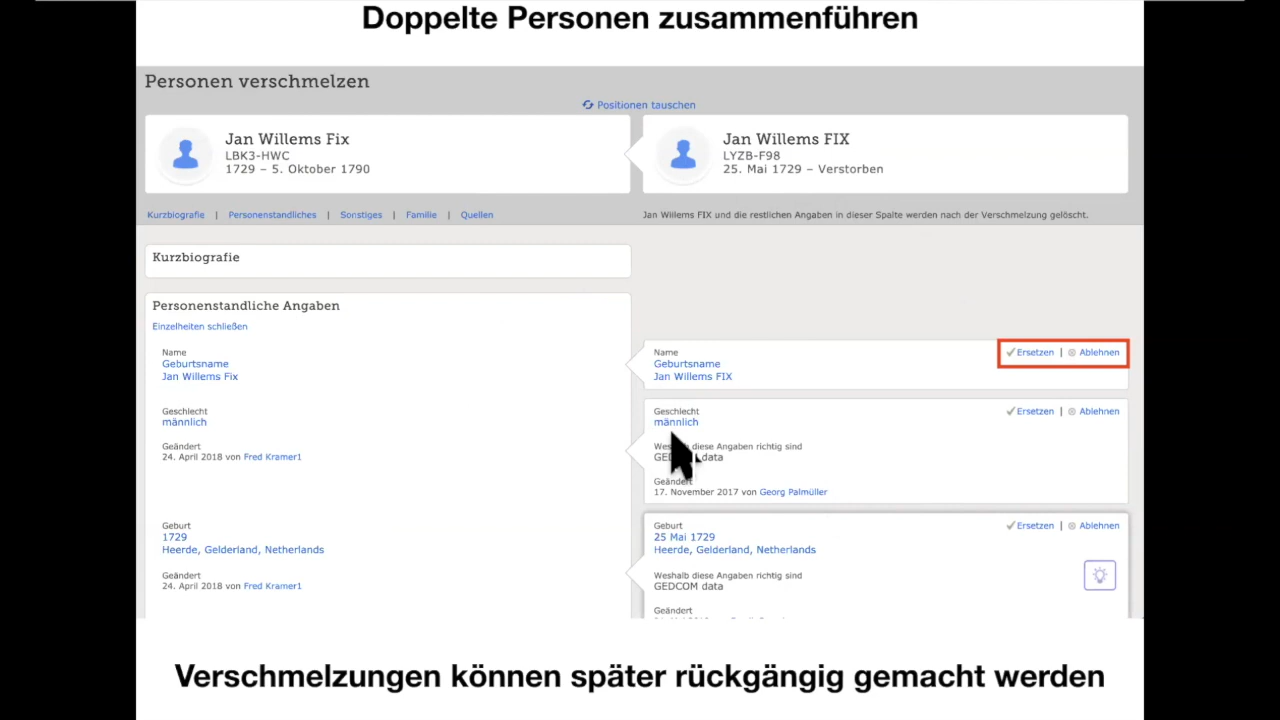 Doppelte Personen zusammenführen
Personen verschmelzen
Positionen tauschen
Jan Willems Fix
LBK3-HWC
1729 – 5. Oktober 1790
Jan Willems FIX
LYZB-F98
25. Mai 1729 – Verstorben
Kurzbiografie | Personenstandliches | Sonstiges | Familie | Quellen
Jan Willems FIX und die restlichen Angaben in dieser Spalte werden nach der Verschmelzung gelöscht.
Kurzbiografie
Personenstandliche Angaben
Einzelheiten schließen
Name
Geburtsname
Jan Willems Fix
Name
Geburtsname
Jan Willems FIX
Ersetzen | Ablehnen
Geschlecht
männlich
Geändert
24. April 2018 von Fred Kramer1
Geschlecht
männlich
Ersetzen | Ablehnen
Weshalb diese Angaben richtig sind
GEDCOM data
Geändert
17. November 2017 von Georg Palmüller
Geburt
1729
Heerde, Gelderland, Netherlands
Geändert
24. April 2018 von Fred Kramer1
Geburt
25 Mai 1729
Heerde, Gelderland, Netherlands
Ersetzen | Ablehnen
Weshalb diese Angaben richtig sind
GEDCOM data
Geändert
Verschmelzungen können später rückgängig gemacht werden